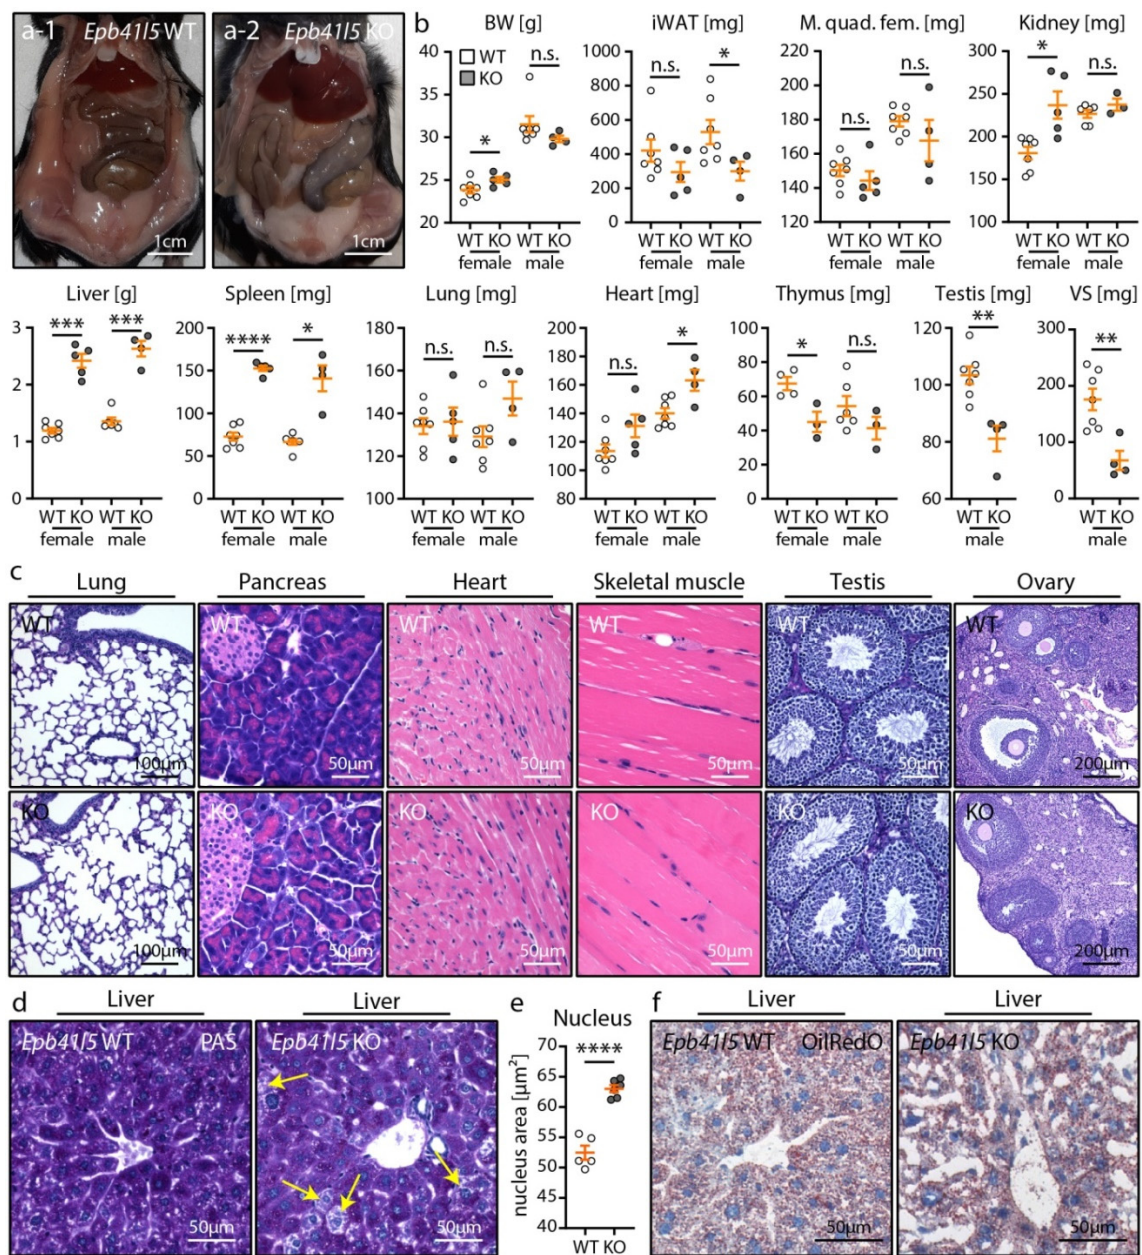 a-1 Epb41l5 WT
a-2 Epb41l5 KO
1cm
1cm
b
BW [g]
WT
KO
40
35
30
25
20
*
n.s.
WT KO WT KO
female male
iWAT [mg]
1000
800
600
400
200
0
n.s.
*
WT KO WT KO
female male
M. quad. fem. [mg]
220
200
180
160
140
120
n.s.
n.s.
WT KO WT KO
female male
Kidney [mg]
300
250
200
150
100
*
n.s.
WT KO WT KO
female male
Liver [g]
3
2
1
0
***
***
WT KO WT KO
female male
Spleen [mg]
200
150
100
50
0
****
*
WT KO WT KO
female male
Lung [mg]
180
160
140
120
100
n.s.
n.s.
WT KO WT KO
female male
Heart [mg]
200
180
160
140
120
100
80
n.s.
*
WT KO WT KO
female male
Thymus [mg]
100
80
60
40
20
0
*
n.s.
WT KO WT KO
female male
Testis [mg]
120
100
80
60
**
WT KO
male
VS [mg]
300
200
100
0
**
WT KO
male
c
Lung Pancreas Heart Skeletal muscle Testis Ovary
WT WT WT WT WT WT
100µm 50µm 50µm 50µm 50µm 200µm
KO KO KO KO KO KO
100µm 50µm 50µm 50µm 50µm 200µm
d
Liver Liver
Epb41l5 WT PAS Epb41l5 KO
50µm 50µm
e
Nucleus
****
nucleus area [µm²]
70
65
60
55
50
45
40
WT KO
f
Liver Liver
Epb41l5 WT OilRedO Epb41l5 KO
50µm 50µm